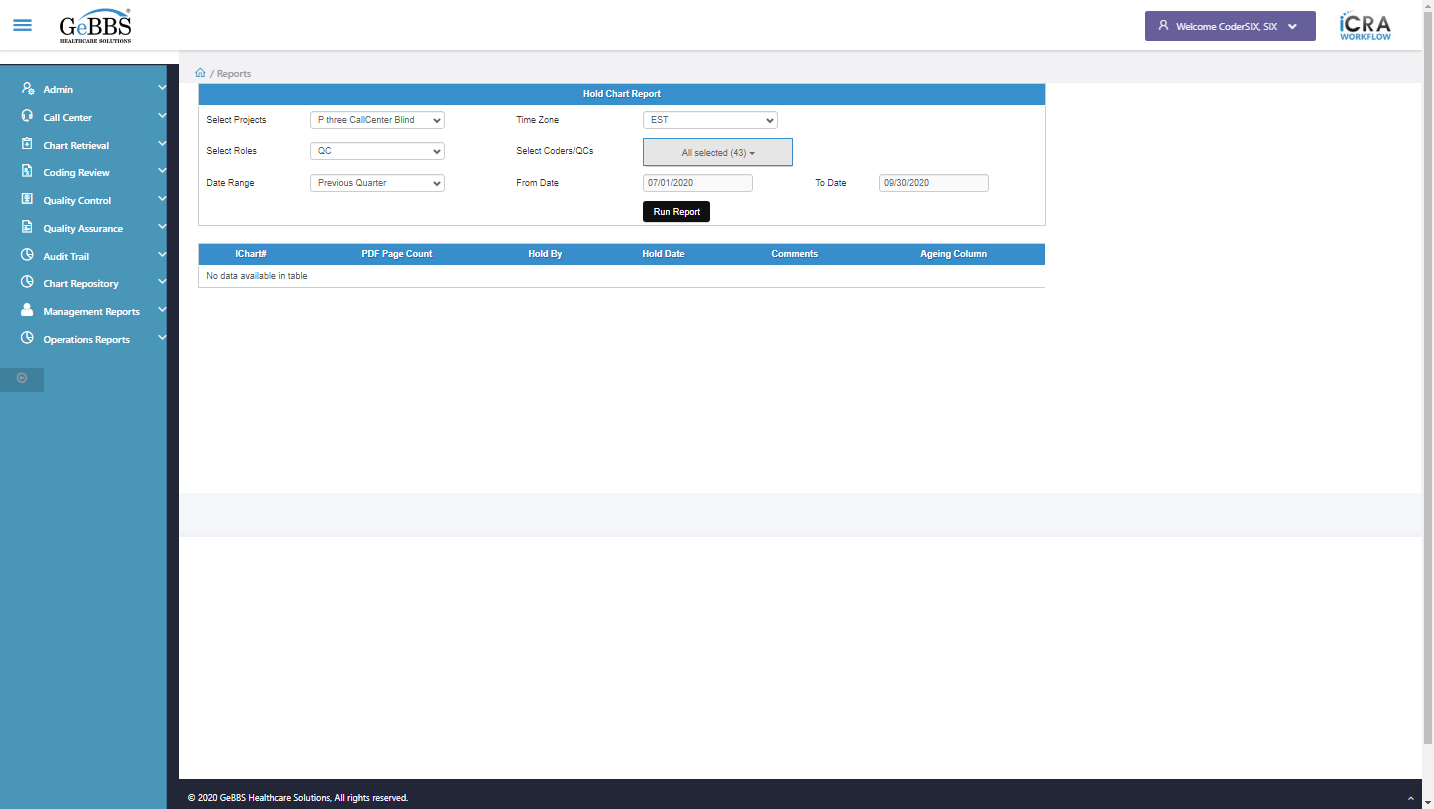 GeBBS®
HEALTHCARE SOLUTIONS
Welcome CoderSIX, SIX
iCRA
WORKFLOW
/ Reports
Admin
Call Center
Chart Retrieval
Coding Review
Quality Control
Quality Assurance
Audit Trail
Chart Repository
Management Reports
Operations Reports
Hold Chart Report
Select Projects P three CallCenter Blind Time Zone EST
Select Roles QC Select Coders/QCs All selected (43)
Date Range Previous Quarter From Date 07/01/2020 To Date 09/30/2020
Run Report
IChart# PDF Page Count Hold By Hold Date Comments Ageing Column
No data available in table
© 2020 GeBBS Healthcare Solutions, All rights reserved.